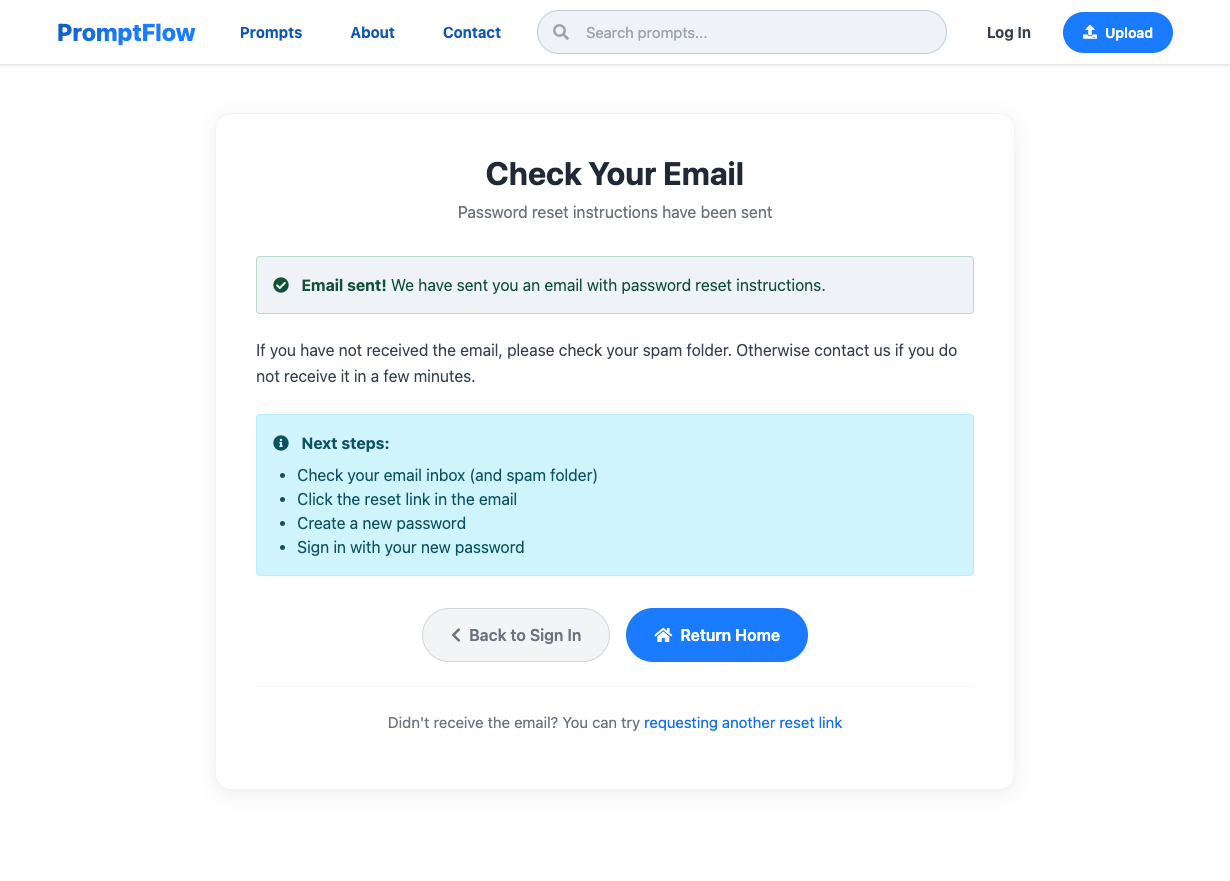 PromptFlow Prompts About Contact Search prompts... Log In Upload
Check Your Email
Password reset instructions have been sent
Email sent! We have sent you an email with password reset instructions.
If you have not received the email, please check your spam folder. Otherwise contact us if you do
not receive it in a few minutes.
Next steps:
• Check your email inbox (and spam folder)
• Click the reset link in the email
• Create a new password
• Sign in with your new password
Back to Sign In Return Home
Didn't receive the email? You can try requesting another reset link